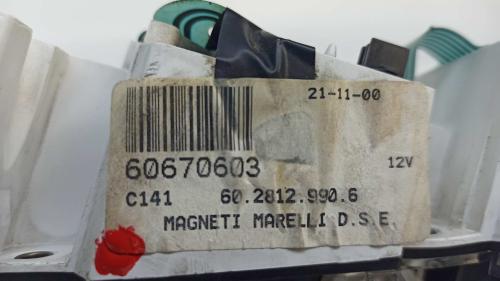 21-11-00
60670603 12V
C141 60.2812.990.6
MAGNETI MARELLI D.S.E.